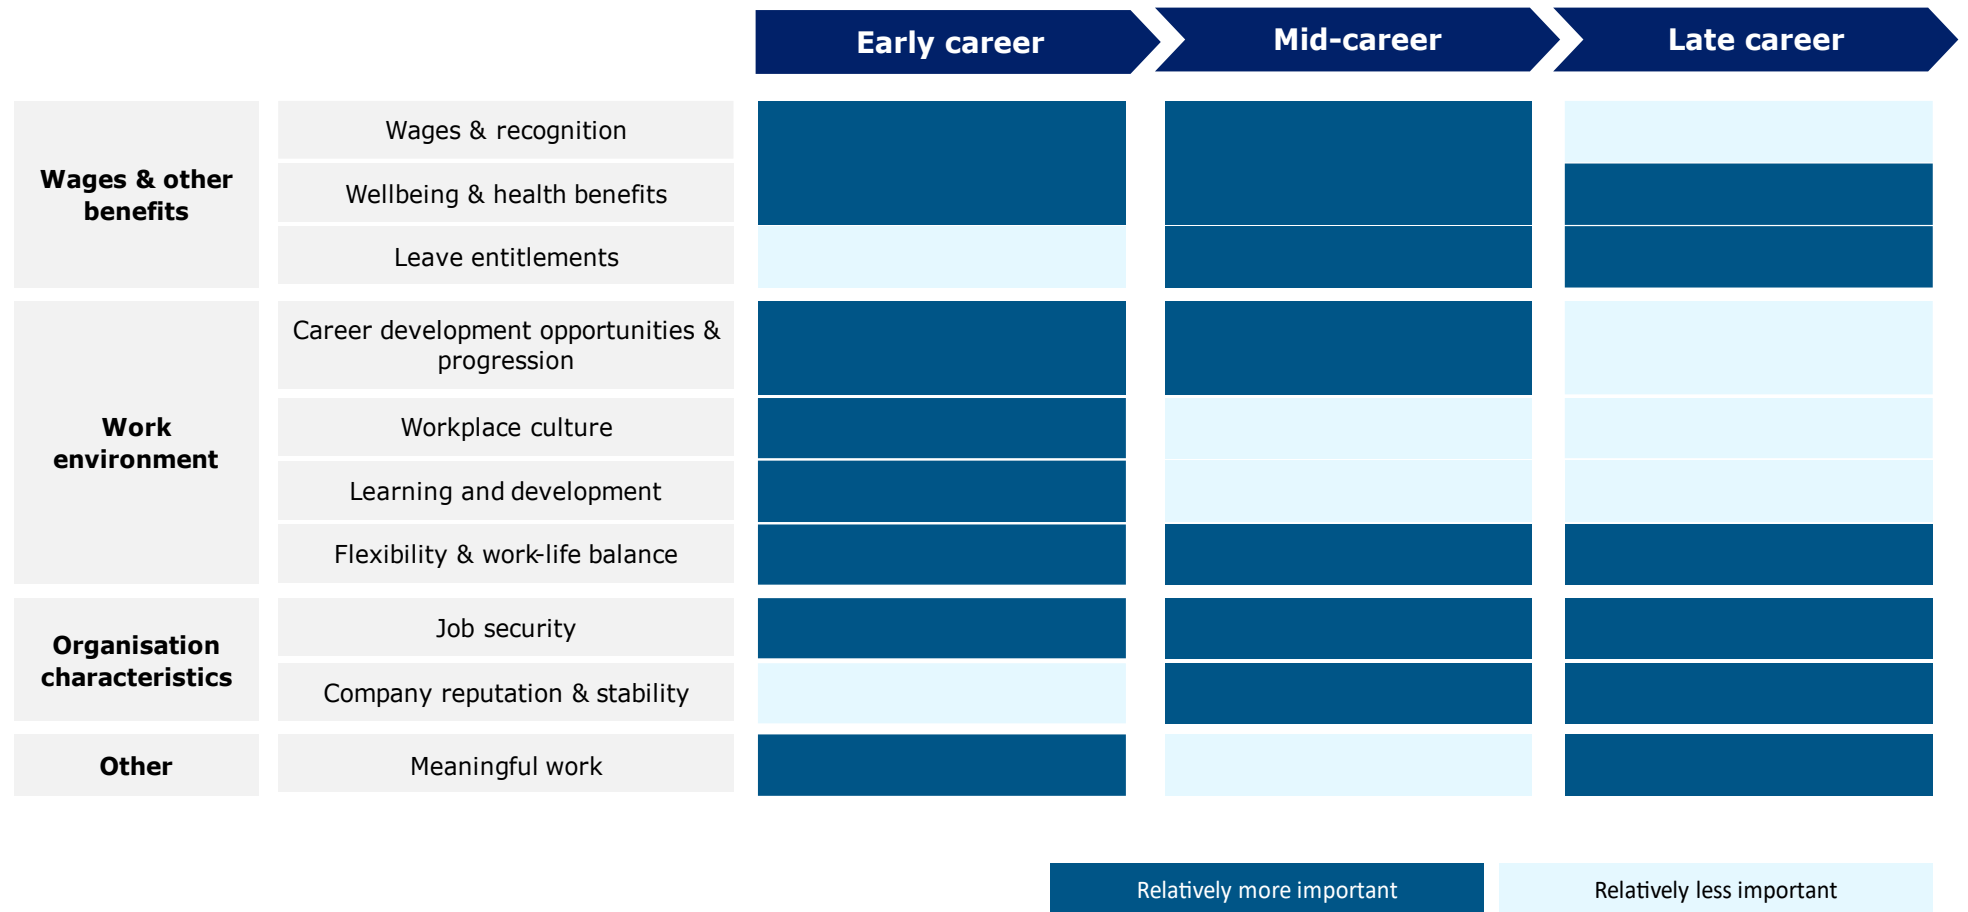 Early career
Mid-career
Late career
Wages & other
benefits
Wages & recognition
Wellbeing & health benefits
Leave entitlements
Work
environment
Career development opportunities &
progression
Workplace culture
Learning and development
Flexibility & work-life balance
Organisation
characteristics
Job security
Company reputation & stability
Other
Meaningful work
Relatively more important
Relatively less important